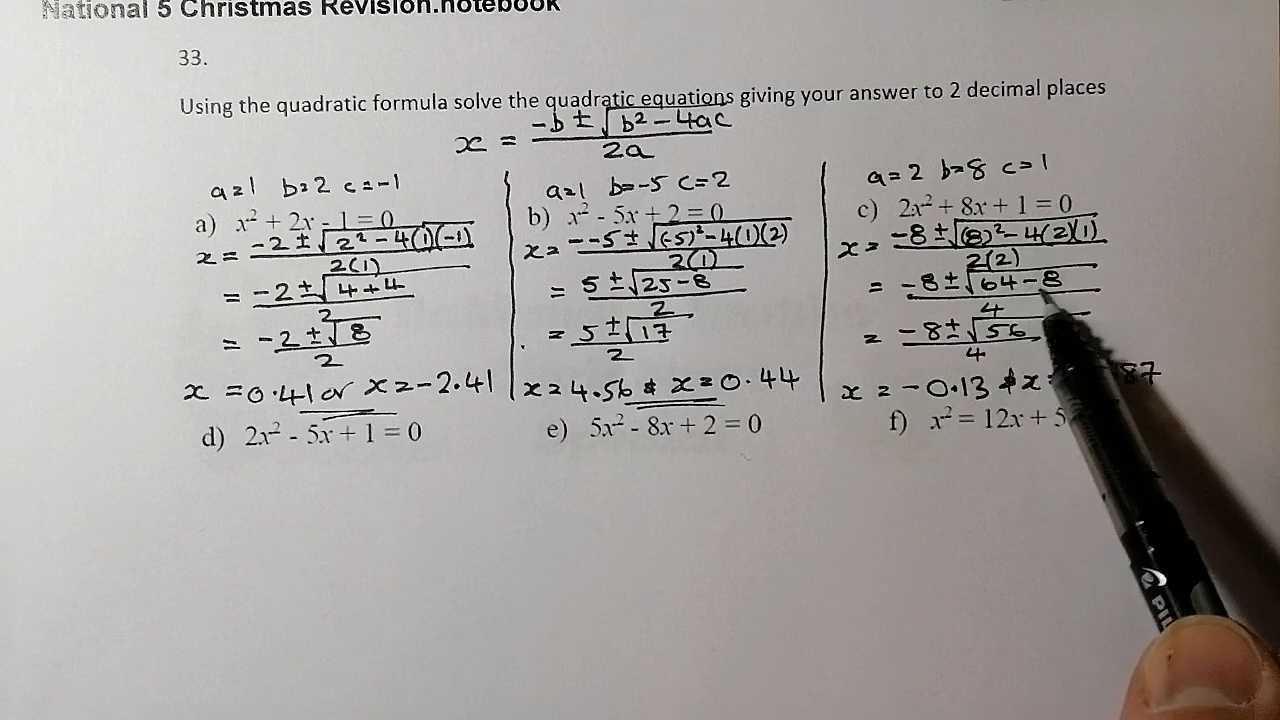 National 5 Christmas Revision.notebook
33.
Using the quadratic formula solve the quadratic equations giving your answer to 2 decimal places
x = (-b ± √(b² - 4ac)) / 2a
a=1 b=2 c=-1
a) x² + 2x - 1 = 0
x = (-2 ± √(2² - 4(1)(-1))) / 2(1)
= (-2 ± √(4+4)) / 2
= (-2 ± √8) / 2
x = 0.41 or x = -2.41
a=1 b=-5 c=2
b) x² - 5x + 2 = 0
x = (--5 ± √((-5)² - 4(1)(2))) / 2(1)
= (5 ± √(25-8)) / 2
= (5 ± √17) / 2
x = 4.56 & x = 0.44
a=2 b=8 c=1
c) 2x² + 8x + 1 = 0
x = (-8 ± √((8)² - 4(2)(1))) / 2(2)
= (-8 ± √(64-8)) / 4
= (-8 ± √56) / 4
x = -0.13 & x = 87
d) 2x² - 5x + 1 = 0
e) 5x² - 8x + 2 = 0
f) x² = 12x + 5
PIL